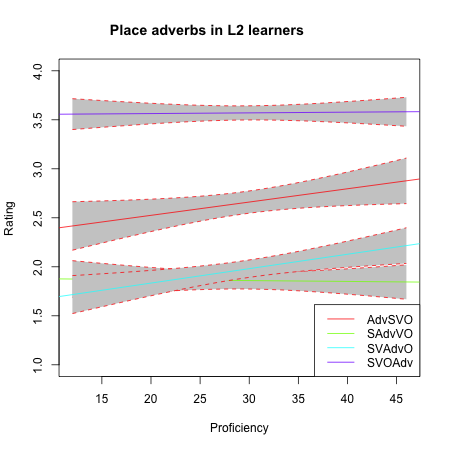 Place adverbs in L2 learners
4.0
3.5
3.0
2.5
2.0
1.5
1.0
Rating
AdvSVO
SAdvVO
SVAdvO
SVOAdv
15 20 25 30 35 40 45
Proficiency